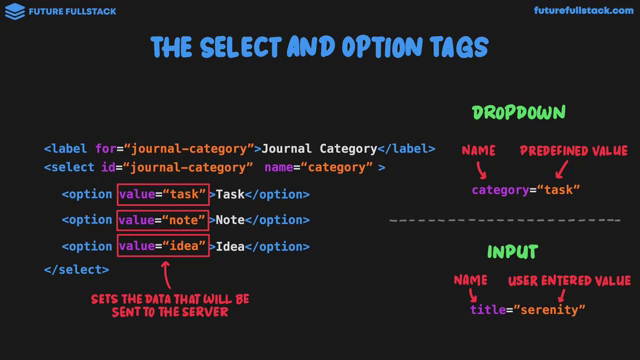 FUTURE FULLSTACK
futurefullstack.com
THE SELECT AND OPTION TAGS
<label for="journal-category">Journal Category</label>
<select id="journal-category" name="category" >
<option value="task">Task</option>
<option value="note">Note</option>
<option value="idea">Idea</option>
</select>
SETS THE DATA THAT WILL BE
SENT TO THE SERVER
DROPDOWN
NAME PREDEFINED VALUE
category="task"
INPUT
NAME USER ENTERED VALUE
title="serenity"